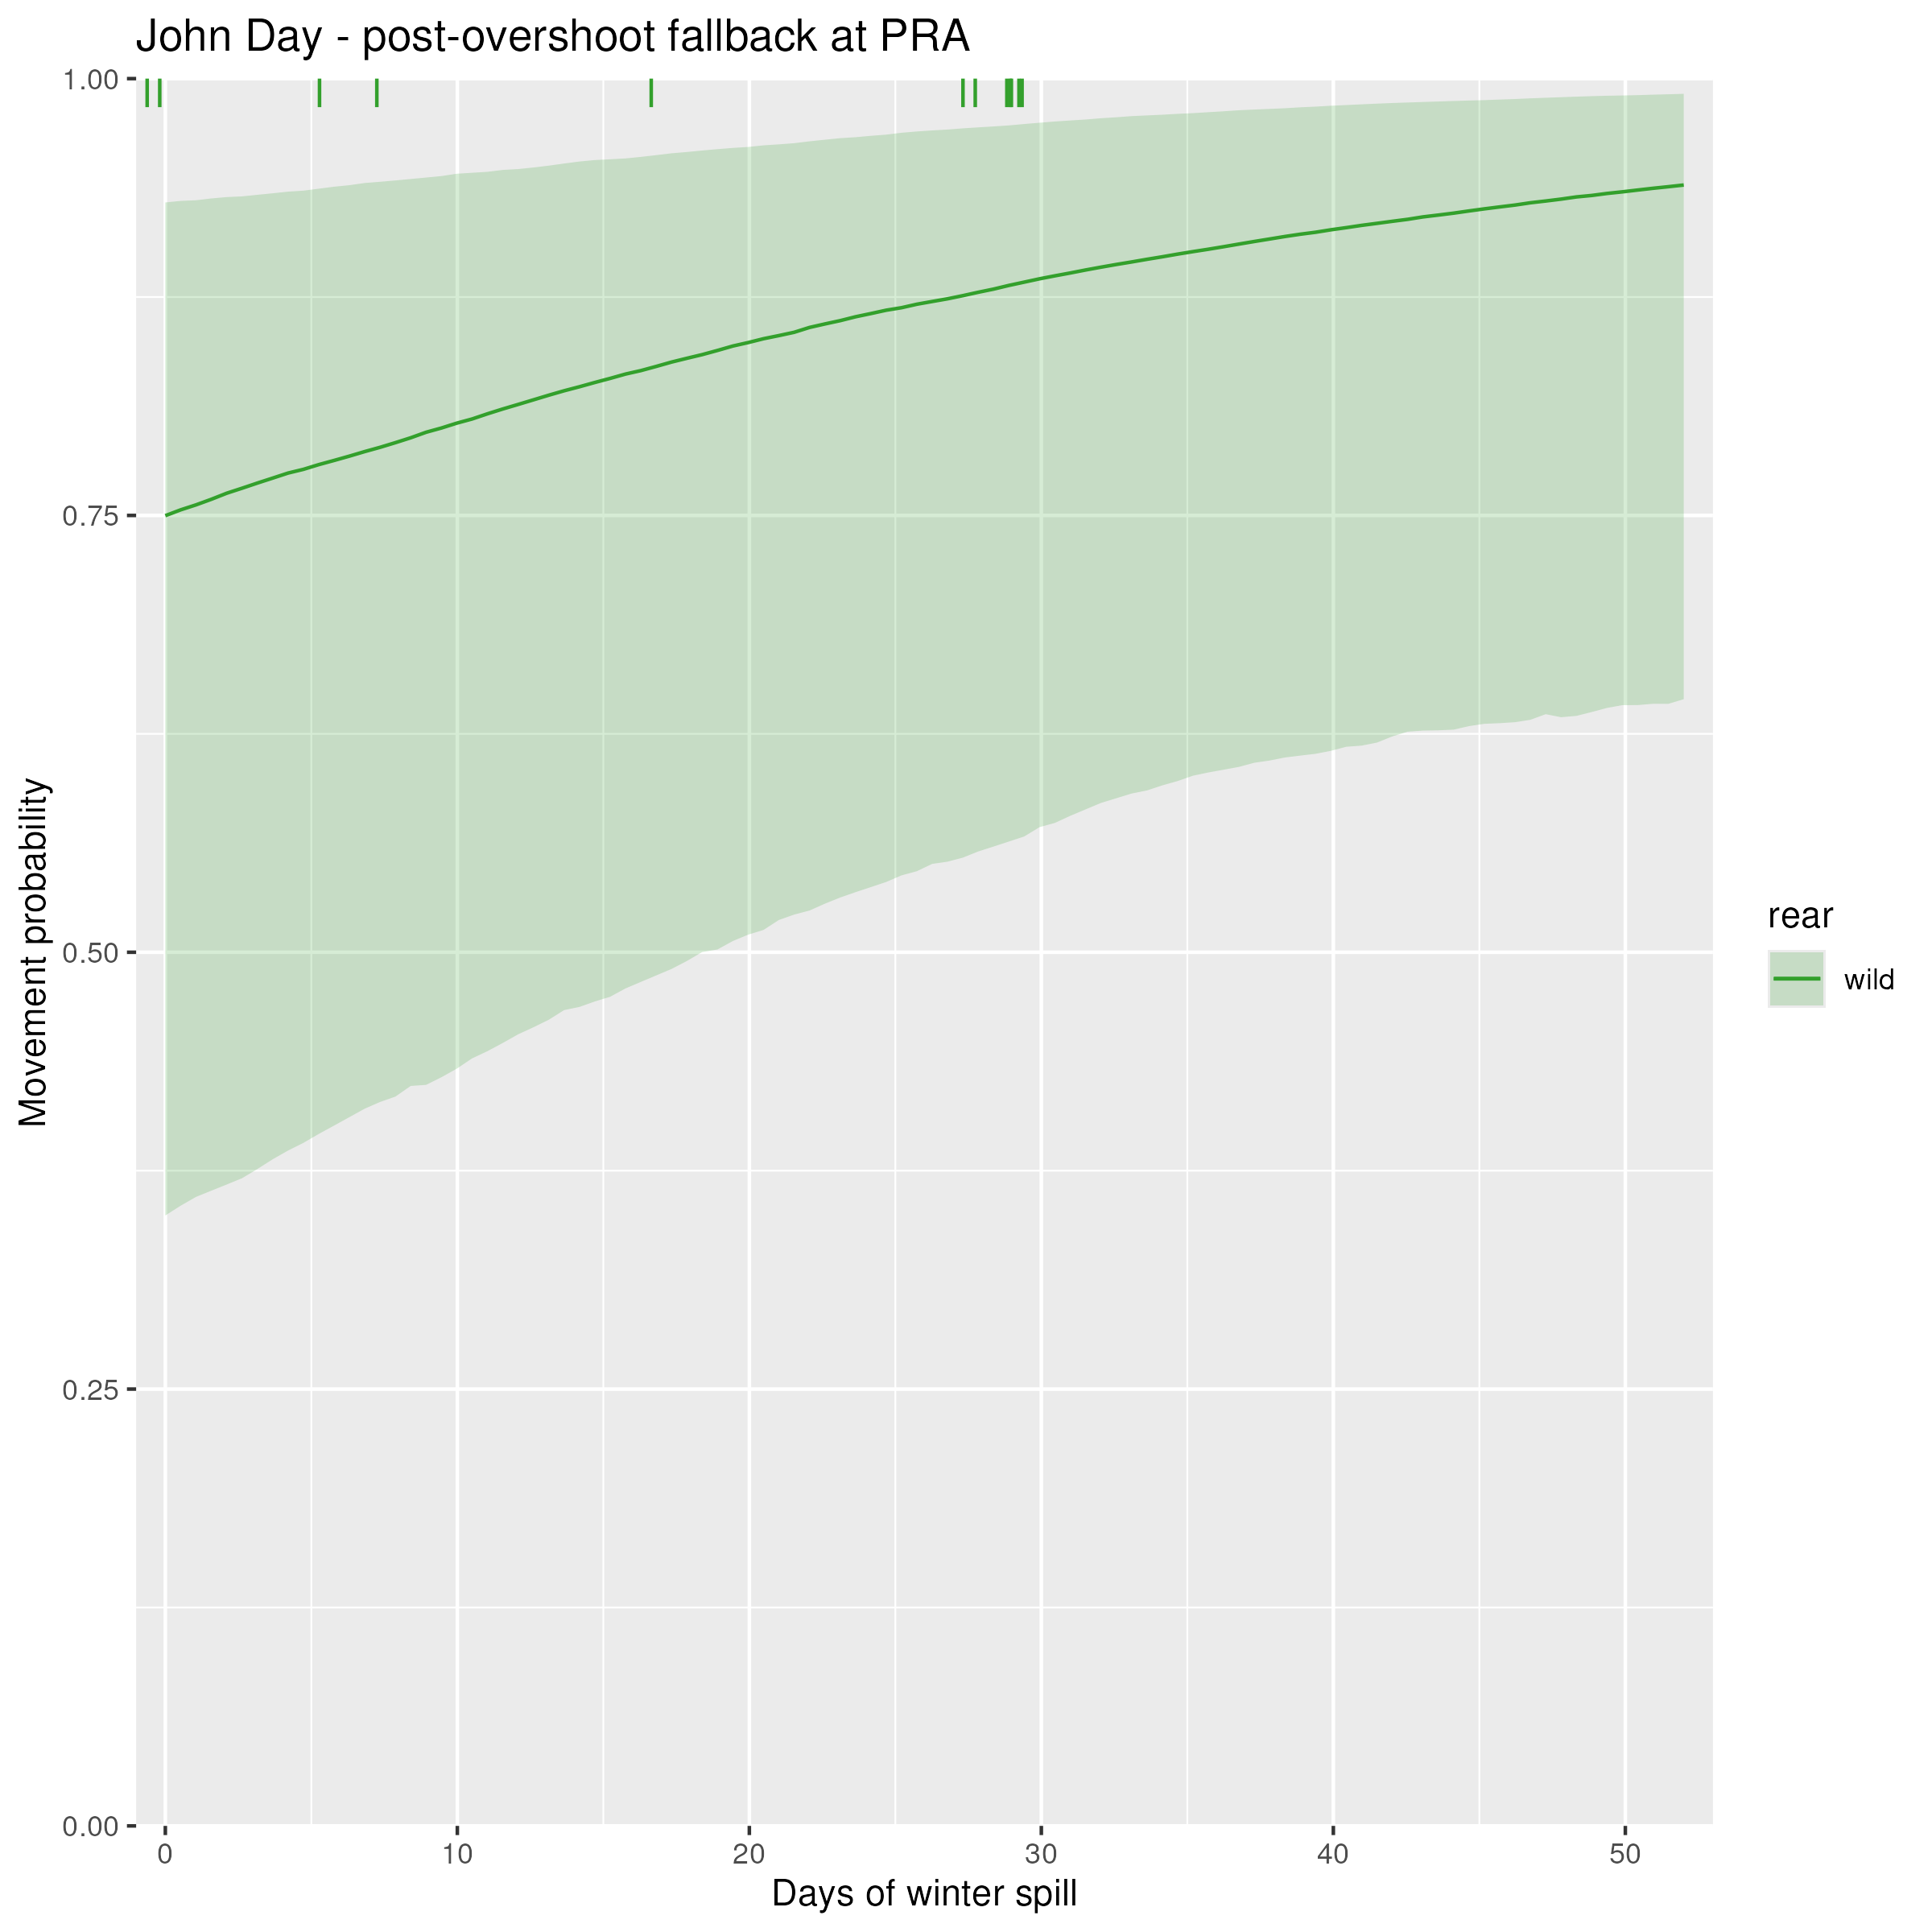 John Day - post-overshoot fallback at PRA
1.00
0.75
0.50
0.25
0.00
Movement probability
0
10
20
30
40
50
Days of winter spill
rear
wild